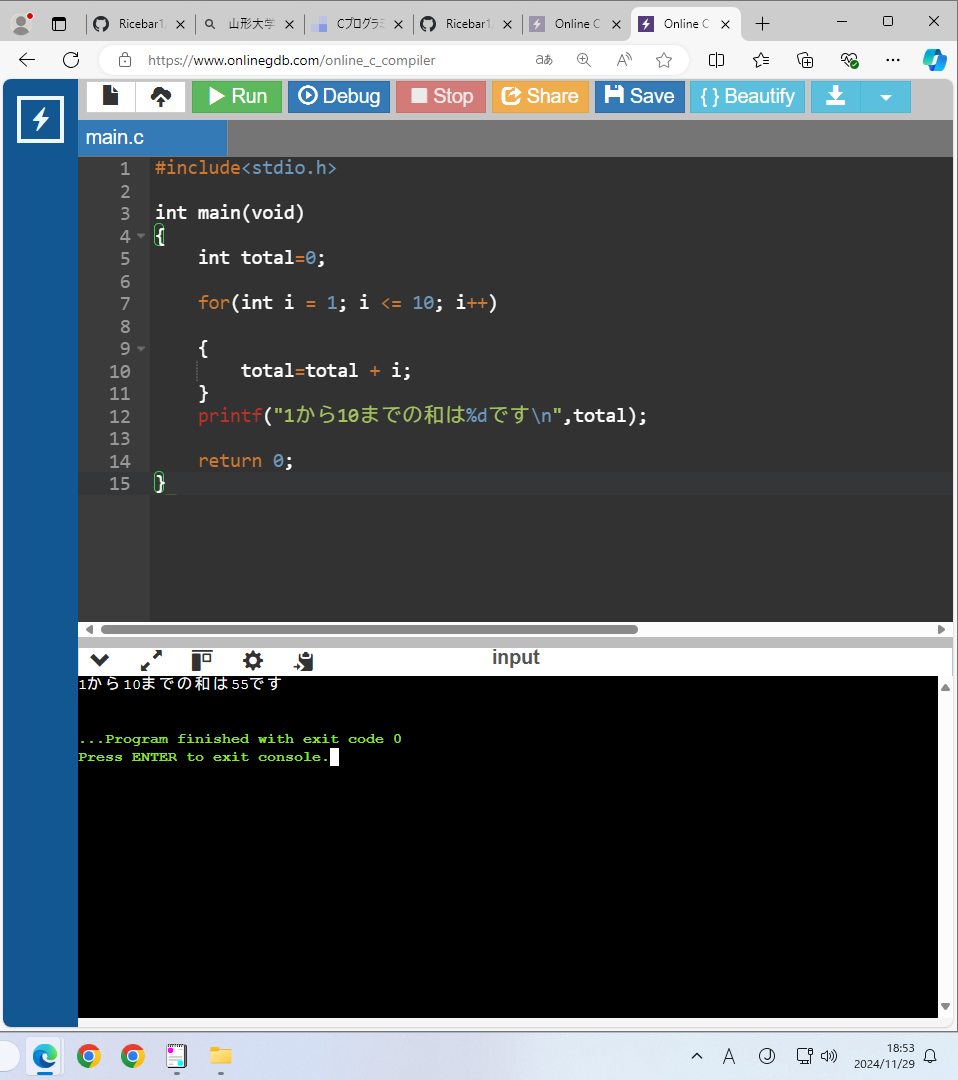 Ricebar1/
山形大学
Cプログラミ
Ricebar1/
Online C
Online C
https://www.onlinegdb.com/online_c_compiler
Run
Debug
Stop
Share
Save
{ } Beautify
main.c
1 #include<stdio.h>
2
3 int main(void)
4 {
5 int total=0;
6
7 for(int i = 1; i <= 10; i++)
8
9 {
10 total=total + i;
11 }
12 printf("1から10までの和は%dです\n",total);
13
14 return 0;
15 }
input
1から10までの和は55です
...Program finished with exit code 0
Press ENTER to exit console.
A
18:53
2024/11/29